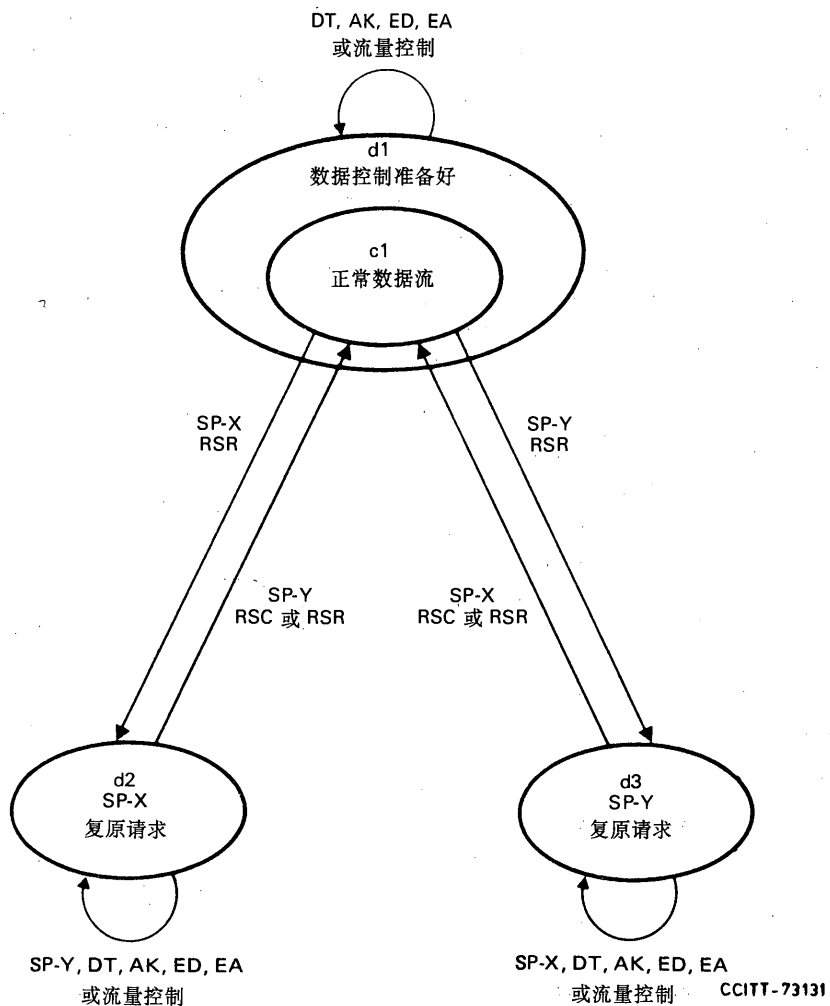 DT, AK, ED, EA
或流量控制
d1
数据控制准备好
c1
正常数据流
SP-X
RSR
SP-Y
RSR
SP-Y
RSC 或 RSR
SP-X
RSC 或 RSR
d2
SP-X
复原请求
d3
SP-Y
复原请求
SP-Y, DT, AK, ED, EA
或流量控制
SP-X, DT, AK, ED, EA
或流量控制
CCITT-73131